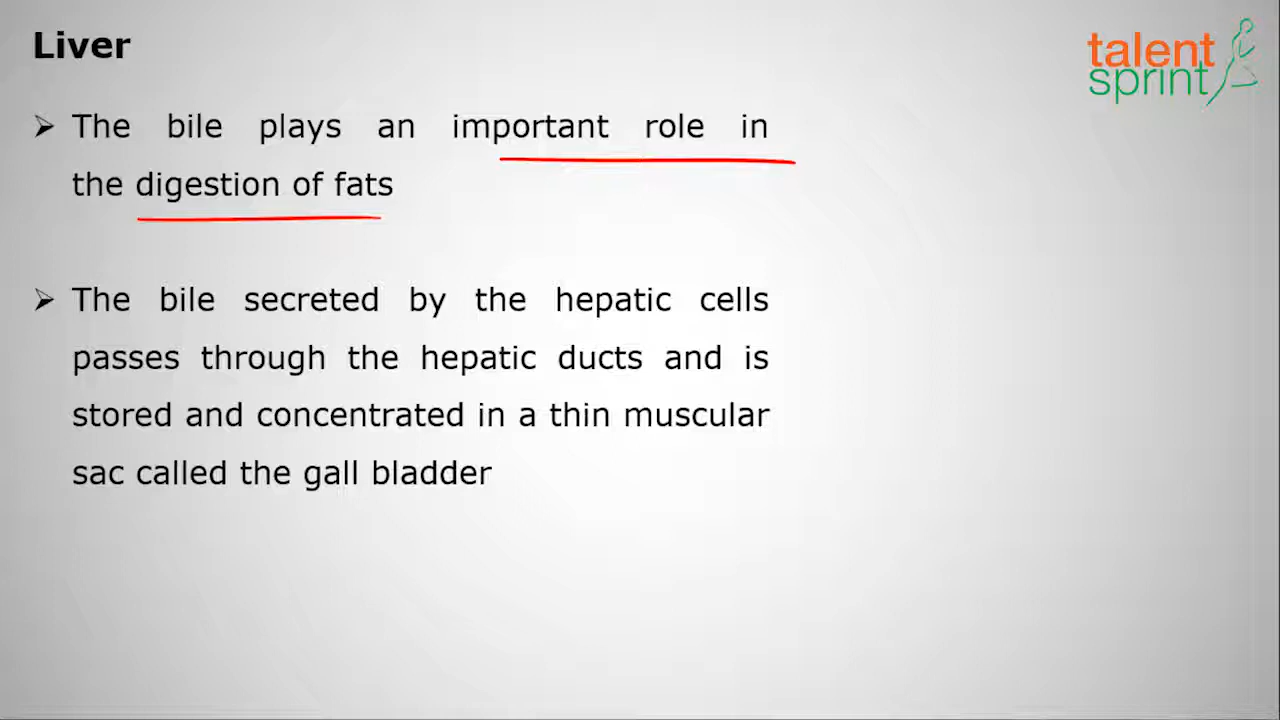 Liver
talent
sprint
➢ The bile plays an important role in
the digestion of fats
➢ The bile secreted by the hepatic cells
passes through the hepatic ducts and is
stored and concentrated in a thin muscular
sac called the gall bladder